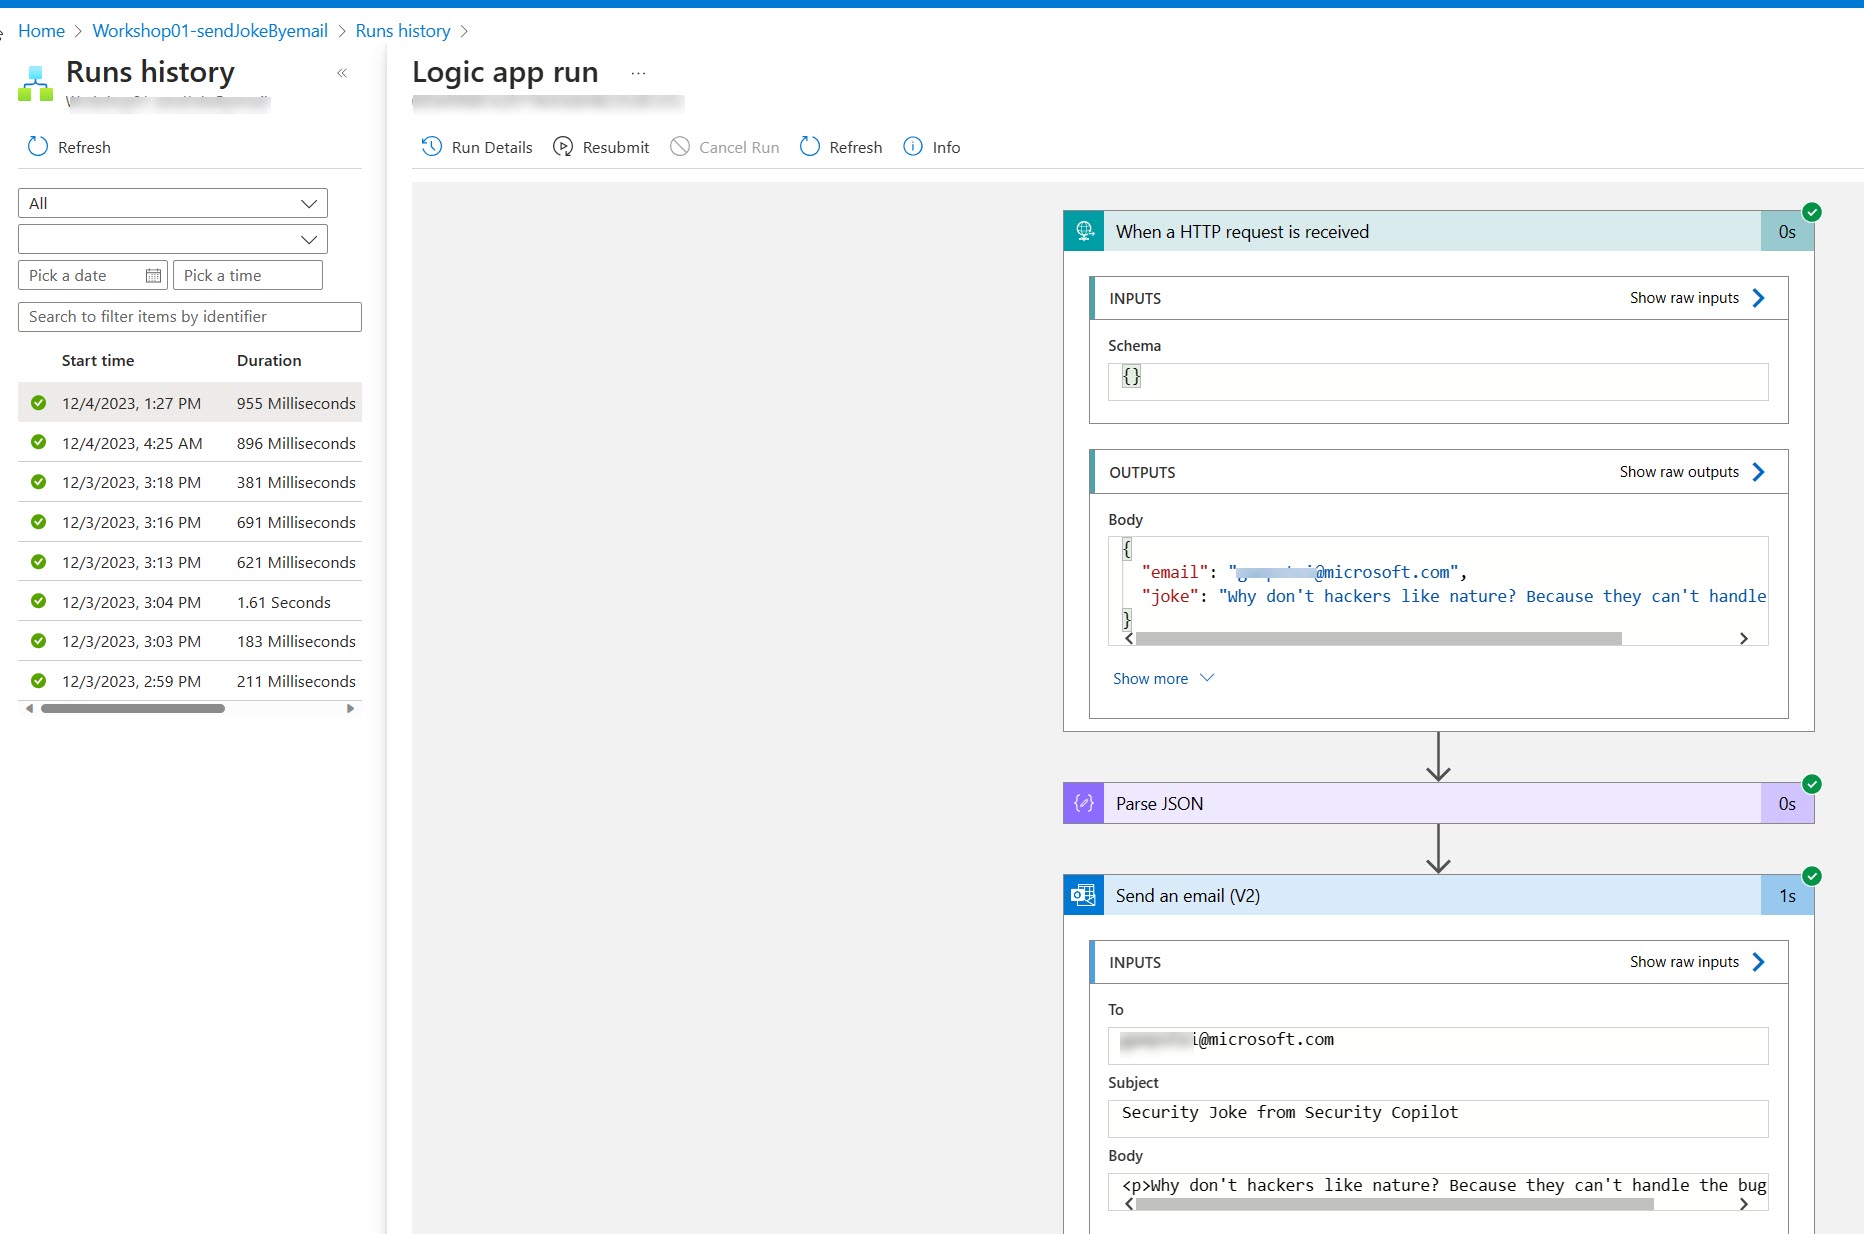 Home > Workshop01-sendJokeByemail > Runs history >
Runs history «
Refresh
All
Pick a date Pick a time
Search to filter items by identifier
Start time Duration
12/4/2023, 1:27 PM 955 Milliseconds
12/4/2023, 4:25 AM 896 Milliseconds
12/3/2023, 3:18 PM 381 Milliseconds
12/3/2023, 3:16 PM 691 Milliseconds
12/3/2023, 3:13 PM 621 Milliseconds
12/3/2023, 3:04 PM 1.61 Seconds
12/3/2023, 3:03 PM 183 Milliseconds
12/3/2023, 2:59 PM 211 Milliseconds
Logic app run ...
Run Details Resubmit Cancel Run Refresh Info
When a HTTP request is received 0s
INPUTS Show raw inputs
Schema
{}
OUTPUTS Show raw outputs
Body
{
"email": "@microsoft.com",
"joke": "Why don't hackers like nature? Because they can't handle
}
Show more
Parse JSON 0s
Send an email (V2) 1s
INPUTS Show raw inputs
To
i@microsoft.com
Subject
Security Joke from Security Copilot
Body
<p>Why don't hackers like nature? Because they can't handle the bug